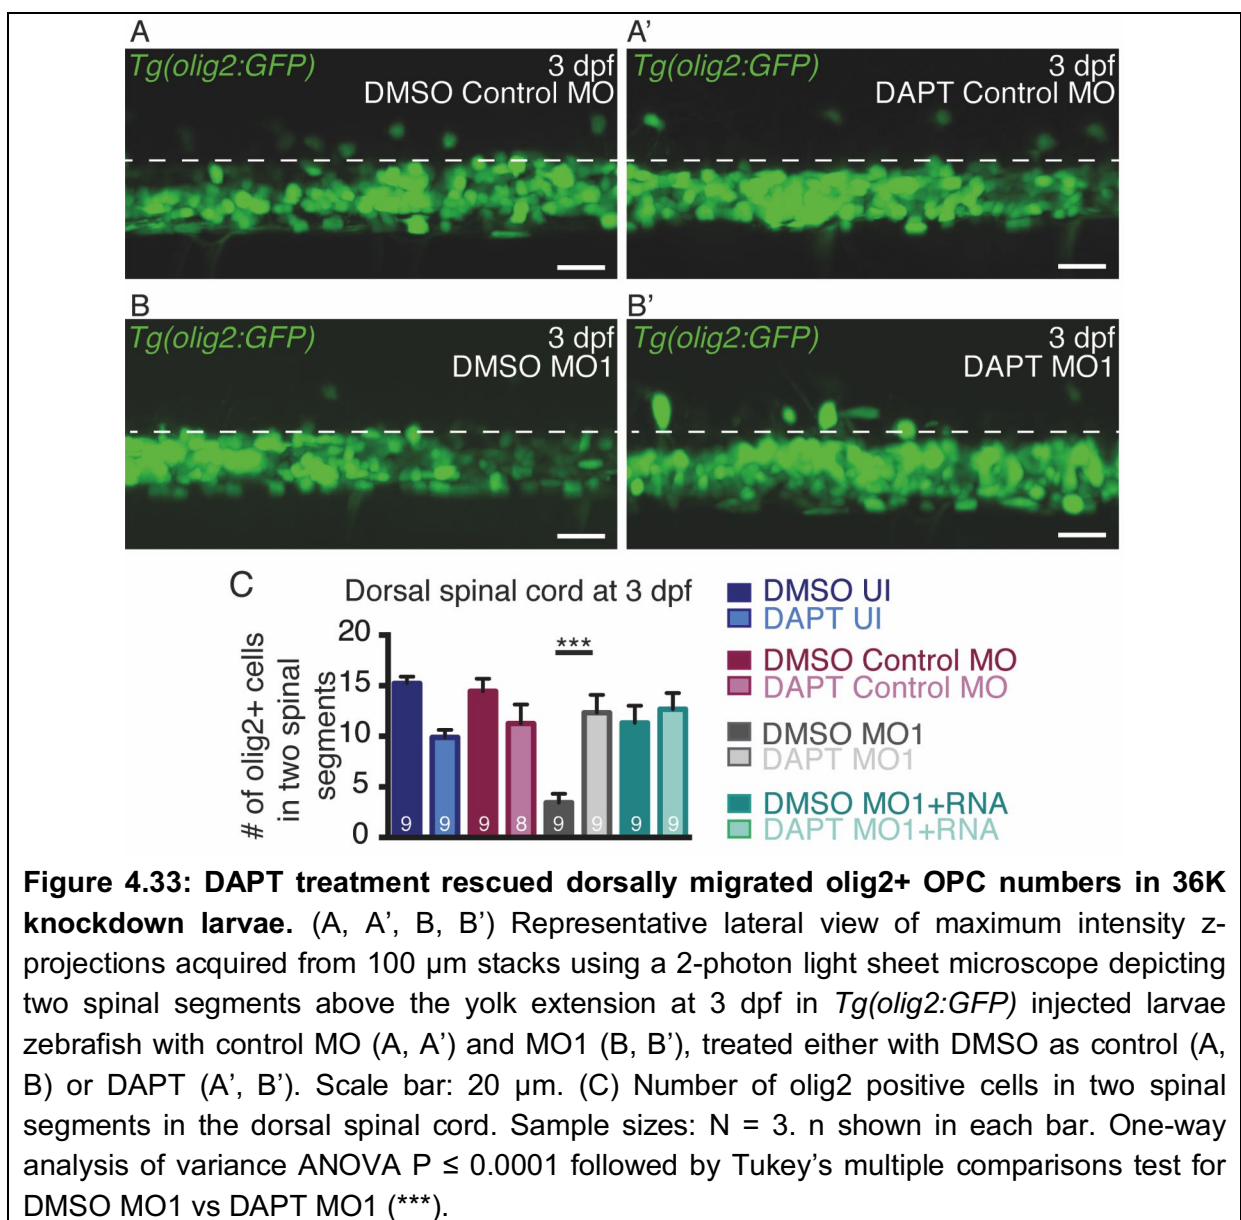 A
Tg(olig2:GFP)
3 dpf
DMSO Control MO
A'
Tg(olig2:GFP)
3 dpf
DAPT Control MO
B
Tg(olig2:GFP)
3 dpf
DMSO MO1
B'
Tg(olig2:GFP)
3 dpf
DAPT MO1
C
Dorsal spinal cord at 3 dpf
# of olig2+ cells
in two spinal
segments
20
15
10
5
0
***
9 9 9 8 9 9 9 9
DMSO UI
DAPT UI
DMSO Control MO
DAPT Control MO
DMSO MO1
DAPT MO1
DMSO MO1+RNA
DAPT MO1+RNA
Figure 4.33: DAPT treatment rescued dorsally migrated olig2+ OPC numbers in 36K
knockdown larvae. (A, A’, B, B’) Representative lateral view of maximum intensity z-
projections acquired from 100 µm stacks using a 2-photon light sheet microscope depicting
two spinal segments above the yolk extension at 3 dpf in Tg(olig2:GFP) injected larvae
zebrafish with control MO (A, A’) and MO1 (B, B’), treated either with DMSO as control (A,
B) or DAPT (A’, B’). Scale bar: 20 µm. (C) Number of olig2 positive cells in two spinal
segments in the dorsal spinal cord. Sample sizes: N = 3. n shown in each bar. One-way
analysis of variance ANOVA P ≤ 0.0001 followed by Tukey’s multiple comparisons test for
DMSO MO1 vs DAPT MO1 (***).